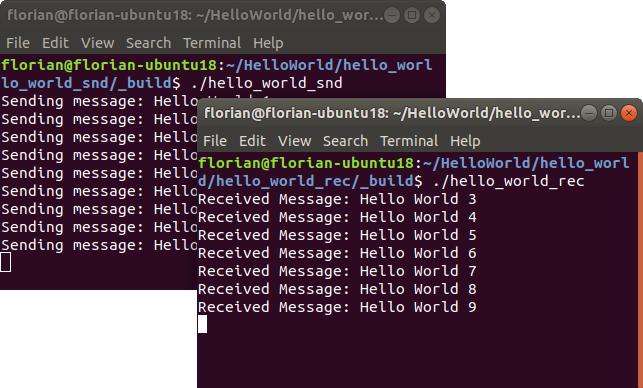 florian@florian-ubuntu18: ~/HelloWorld/hello_wor...
File Edit View Search Terminal Help
florian@florian-ubuntu18:~/HelloWorld/hello_worl
lo_world_snd/_build$ ./hello_world_snd
Sending message: Hello World 1
Sending message: Hello
Sending message: Hello
Sending message: Hello
Sending message: Hello
Sending message: Hello
Sending message: Hello
Sending message: Hello
Sending message: Hello
florian@florian-ubuntu18: ~/HelloWorld/hello_wor...
File Edit View Search Terminal Help
florian@florian-ubuntu18:~/HelloWorld/hello_worl
d/hello_world_rec/_build$ ./hello_world_rec
Received Message: Hello World 3
Received Message: Hello World 4
Received Message: Hello World 5
Received Message: Hello World 6
Received Message: Hello World 7
Received Message: Hello World 8
Received Message: Hello World 9